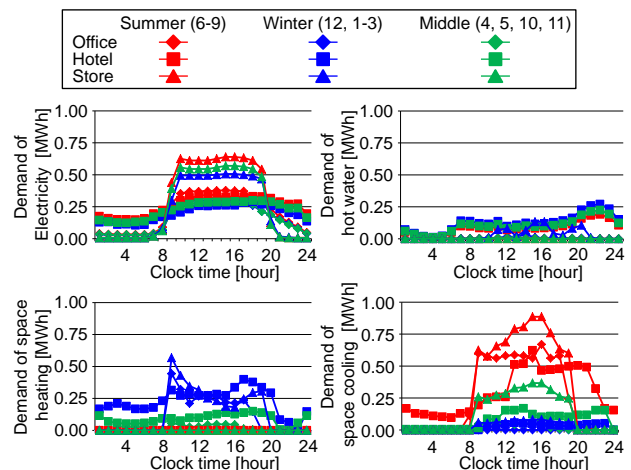 Summer (6-9) Winter (12, 1-3) Middle (4, 5, 10, 11)
Office
Hotel
Store
Demand of
Electricity [MWh]
1.00
0.75
0.50
0.25
0.00
4 8 12 16 20 24
Clock time [hour]
Demand of
hot water [MWh]
1.00
0.75
0.50
0.25
0.00
4 8 12 16 20 24
Clock time [hour]
Demand of space
heating [MWh]
1.00
0.75
0.50
0.25
0.00
4 8 12 16 20 24
Clock time [hour]
Demand of
space cooling [MWh]
1.00
0.75
0.50
0.25
0.00
4 8 12 16 20 24
Clock time [hour]